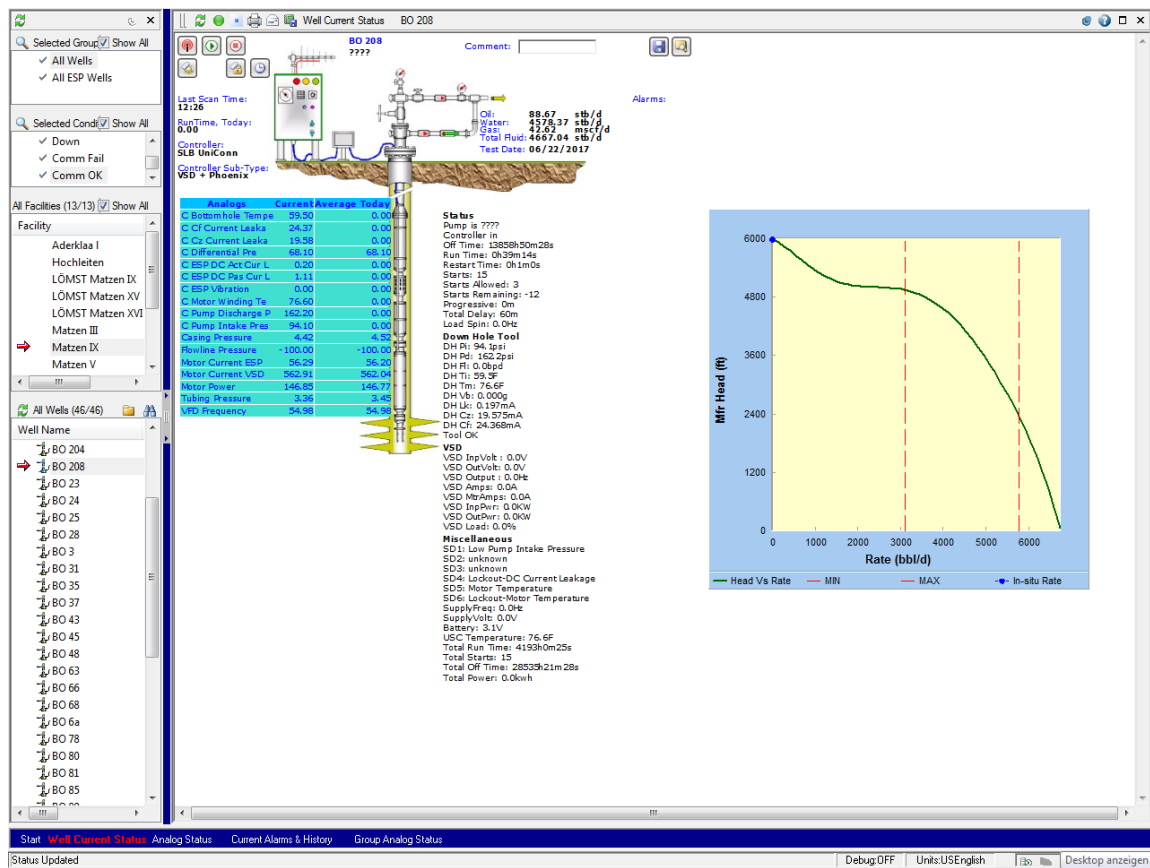 Well Current Status BO 208
Selected Group Show All
All Wells
All ESP Wells
Selected Condi Show All
Down
Comm Fail
Comm OK
All Facilities (13/13) Show All
Facility
Aderklaa I
Hochleiten
LÖMST Matzen IX
LÖMST Matzen XV
LÖMST Matzen XVI
Matzen III
Matzen IX
Matzen V
All Wells (46/46)
Well Name
BO 204
BO 208
BO 23
BO 24
BO 25
BO 28
BO 3
BO 31
BO 35
BO 37
BO 43
BO 45
BO 48
BO 63
BO 66
BO 68
BO 6a
BO 78
BO 80
BO 81
BO 85
BO 208
????
Comment:
Last Scan Time:
12:26
RunTime, Today:
0.00
Controller:
SLB UniConn
Controller Sub-Type:
VSD + Phoenix
Oil: 88.67 stb/d
Water: 4578.37 stb/d
Gas: 42.62 mscf/d
Total Fluid: 4667.04 stb/d
Test Date: 06/22/2017
Alarms:
Analogs Current Average Today
C Bottomhole Tempe 59.50 0.00
C Cf Current Leaka 24.37 0.00
C Cz Current Leaka 19.58 0.00
C Differential Pre 68.10 68.10
C ESP DC Act Cur L 0.20 0.00
C ESP DC Pas Cur L 1.11 0.00
C ESP Vibration 0.00 0.00
C Motor Winding Te 76.60 0.00
C Pump Discharge P 162.20 0.00
C Pump Intake Pres 94.10 0.00
Casing Pressure 4.42 4.52
Flowline Pressure -100.00 -100.00
Motor Current ESP 56.29 56.20
Motor Current VSD 562.91 562.04
Motor Power 146.85 146.77
Tubing Pressure 3.36 3.45
VFD Frequency 54.98 54.98
Status
Pump is ????
Controller in
Off Time: 13858h50m28s
Run Time: 0h39m14s
Restart Time: 0h1m0s
Starts: 15
Starts Allowed: 3
Starts Remaining: -12
Progressive: 0m
Total Delay: 60m
Load Spin: 0.0Hz
Down Hole Tool
DH Pi: 94.1psi
DH Pd: 162.2psi
DH Fl: 0.0bpd
DH Ti: 59.5F
DH Tm: 76.6F
DH Vb: 0.000g
DH Lk: 0.197mA
DH Cz: 19.575mA
DH Cf: 24.368mA
Tool OK
VSD
VSD InpVolt : 0.0V
VSD OutVolt: 0.0V
VSD Output : 0.0Hz
VSD Amps: 0.0A
VSD MtrAmps: 0.0A
VSD InpPwr: 0.0KW
VSD OutPwr: 0.0KW
VSD Load: 0.0%
Miscellaneous
SD1: Low Pump Intake Pressure
SD2: unknown
SD3: unknown
SD4: Lockout-DC Current Leakage
SD5: Motor Temperature
SD6: Lockout-Motor Temperature
SupplyFreq: 0.0Hz
SupplyVolt: 0.0V
Battery: 3.1V
USC Temperature: 76.6F
Total Run Time: 4193h0m25s
Total Starts: 15
Total Off Time: 28535h21m28s
Total Power: 0.0kwh
Mfr Head (ft)
6000
4800
3600
2400
1200
0
0 1000 2000 3000 4000 5000 6000
Rate (bbl/d)
Head Vs Rate MIN MAX In-situ Rate
Start Well Current Status Analog Status Current Alarms & History Group Analog Status
Status Updated Debug:OFF Units:USEnglish Desktop anzeigen